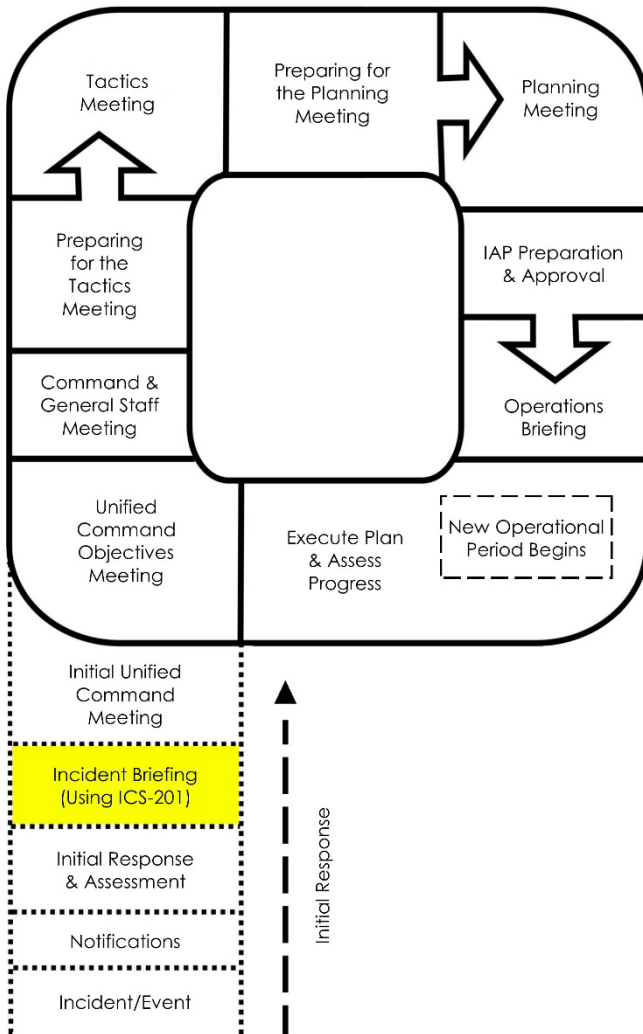 Tactics
Meeting
Preparing for
the Planning
Meeting
Planning
Meeting
Preparing
for the
Tactics
Meeting
IAP Preparation
& Approval
Command &
General Staff
Meeting
Operations
Briefing
Unified
Command
Objectives
Meeting
Execute Plan
& Assess
Progress
New Operational
Period Begins
Initial Unified
Command
Meeting
Incident Briefing
(Using ICS-201)
Initial Response
& Assessment
Notifications
Incident/Event
Initial Response